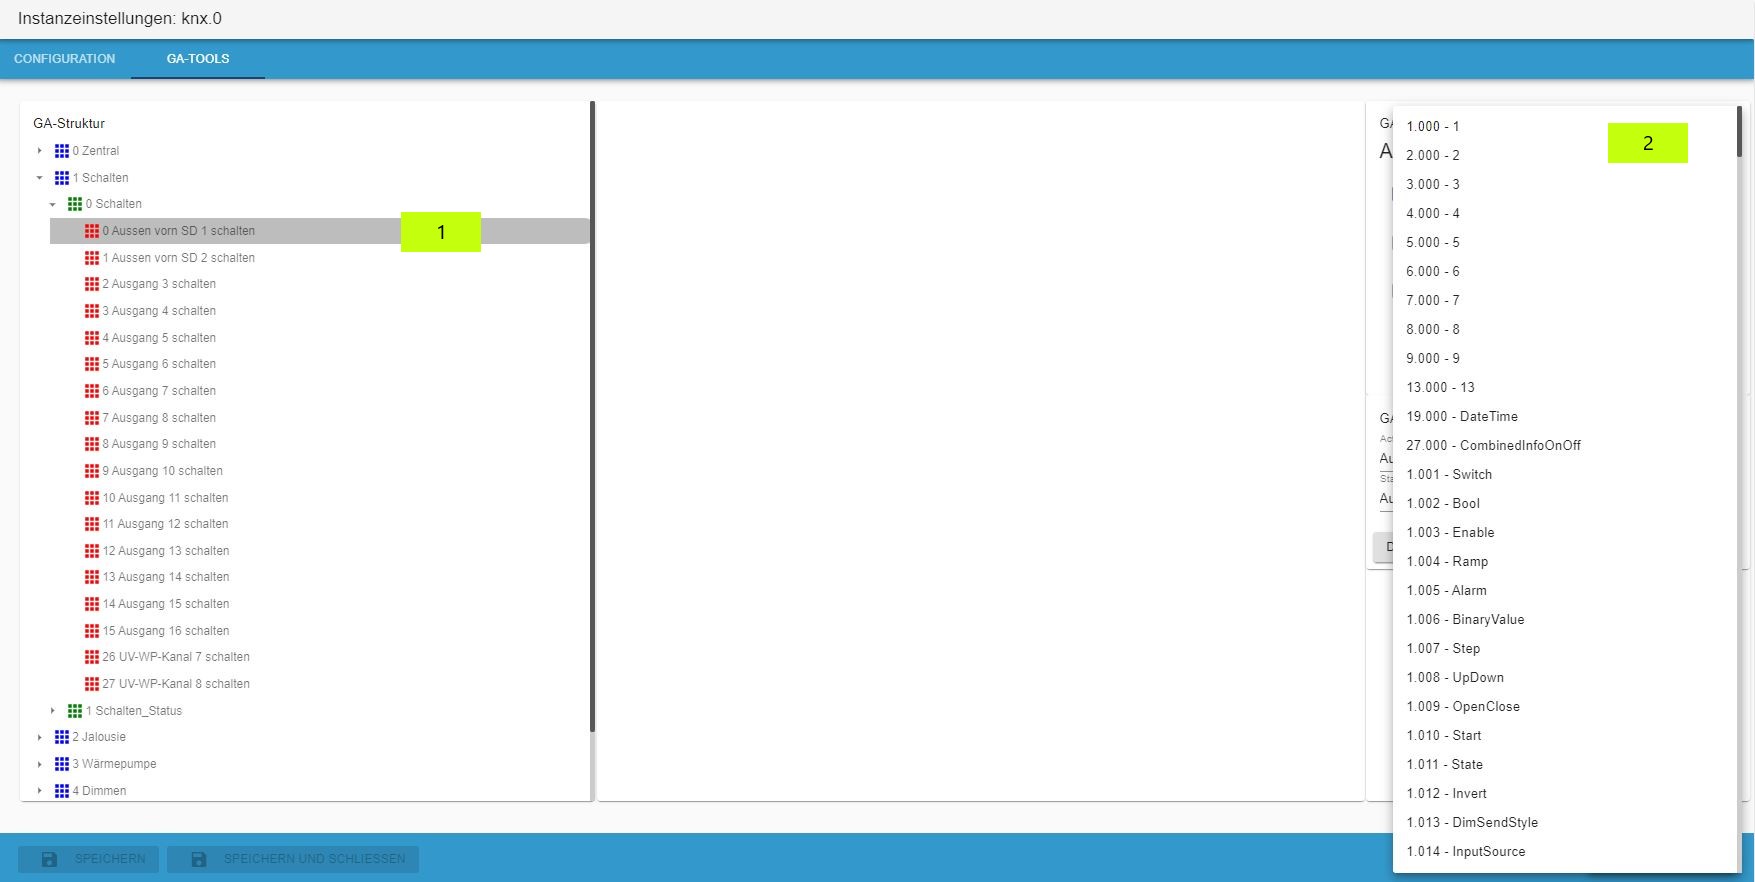 Instanzeinstellungen: knx.0
CONFIGURATION
GA-TOOLS
GA-Struktur
0 Zentral
1 Schalten
0 Schalten
0 Aussen vorn SD 1 schalten
1
1 Aussen vorn SD 2 schalten
2 Ausgang 3 schalten
3 Ausgang 4 schalten
4 Ausgang 5 schalten
5 Ausgang 6 schalten
6 Ausgang 7 schalten
7 Ausgang 8 schalten
8 Ausgang 9 schalten
9 Ausgang 10 schalten
10 Ausgang 11 schalten
11 Ausgang 12 schalten
12 Ausgang 13 schalten
13 Ausgang 14 schalten
14 Ausgang 15 schalten
15 Ausgang 16 schalten
26 UV-WP-Kanal 7 schalten
27 UV-WP-Kanal 8 schalten
1 Schalten_Status
2 Jalousie
3 Wärmepumpe
4 Dimmen
1.000 - 1
2
2.000 - 2
3.000 - 3
4.000 - 4
5.000 - 5
6.000 - 6
7.000 - 7
8.000 - 8
9.000 - 9
13.000 - 13
19.000 - DateTime
27.000 - CombinedInfoOnOff
1.001 - Switch
1.002 - Bool
1.003 - Enable
1.004 - Ramp
1.005 - Alarm
1.006 - BinaryValue
1.007 - Step
1.008 - UpDown
1.009 - OpenClose
1.010 - Start
1.011 - State
1.012 - Invert
1.013 - DimSendStyle
1.014 - InputSource
SPEICHERN
SPEICHERN UND SCHLIESSEN